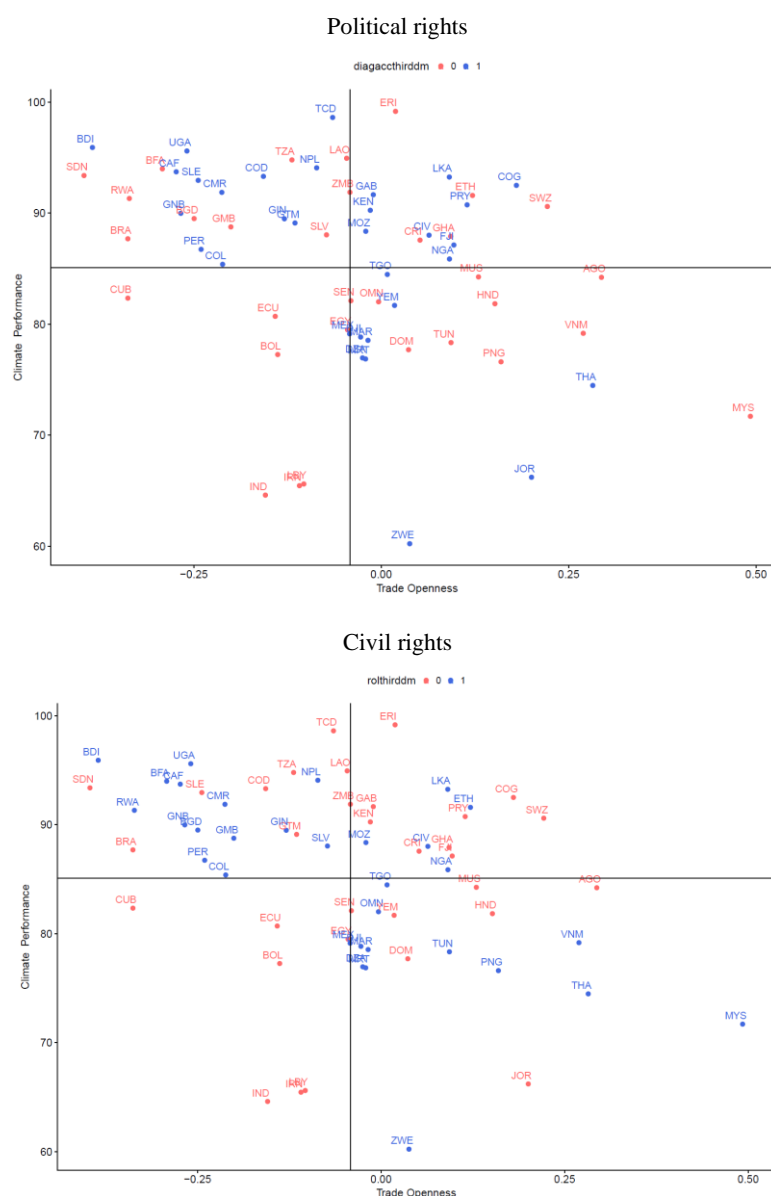 Political rights
diagaccthirddm 0 1
100 TCD ERI
BDI UGA
SDN BFA CAF SLE TZA COD NPL LAO
RWA CMR ZMB GAB LKA ETH COG
GNB GMB GIN GTM KEN PRY SWZ
BRA SLV MOZ CRI CIV GHA
PER NGA
COL TGO MUS AGO
CUB SEN OMN YEM HND
ECU EGY
MEX MAR TUN VNM
BOL DOM PNG
THA
MYS
IND LBY JOR
ZWE
90
80
70
60
Climate Performance
−0.25 0.00 0.25 0.50
Trade Openness
Civil rights
rolthirddm 0 1
100 TCD ERI
BDI UGA
SDN BFA CAF SLE TZA COD NPL LAO
RWA CMR ZMB GAB LKA ETH COG
GNB GMB GIN GTM KEN PRY SWZ
BRA SLV MOZ CRI CIV GHA
PER NGA
COL TGO MUS AGO
CUB SEN OMN YEM HND
ECU EGY
MEX MAR TUN VNM
BOL DOM PNG
THA
MYS
IND LBY JOR
ZWE
90
80
70
60
Climate Performance
−0.25 0.00 0.25 0.50
Trade Openness